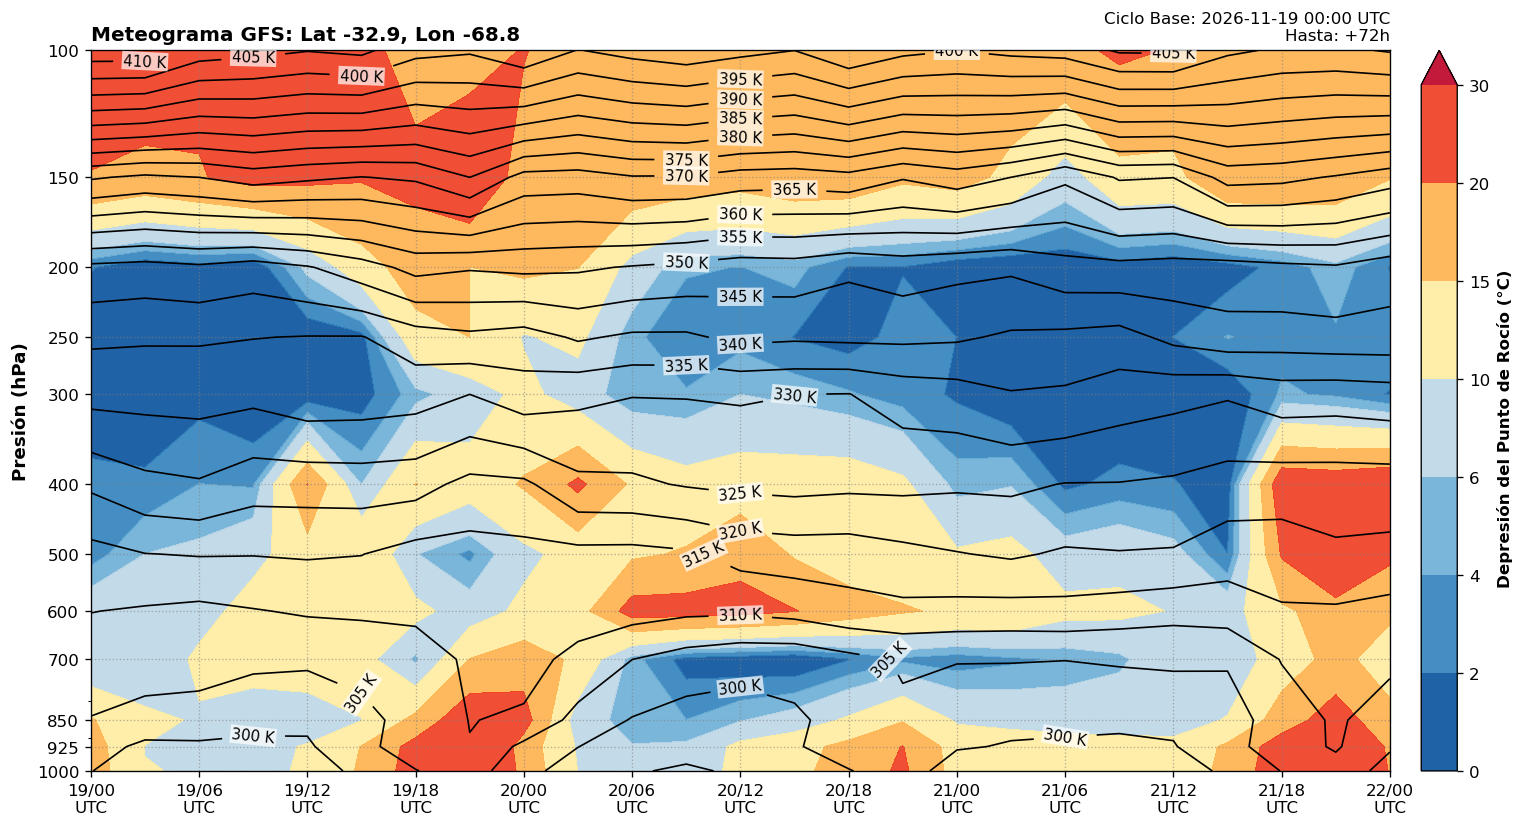 Ciclo Base: 2026-11-19 00:00 UTC
Meteograma GFS: Lat -32.9, Lon -68.8
Hasta: +72h
Presión (hPa)
100
150
200
250
300
400
500
600
700
850
925
1000
410 K
405 K
400 K
400 K
405 K
395 K
390 K
385 K
380 K
375 K
370 K
365 K
360 K
355 K
350 K
345 K
340 K
335 K
330 K
325 K
320 K
315 K
310 K
305 K
305 K
300 K
300 K
300 K
19/00
UTC
19/06
UTC
19/12
UTC
19/18
UTC
20/00
UTC
20/06
UTC
20/12
UTC
20/18
UTC
21/00
UTC
21/06
UTC
21/12
UTC
21/18
UTC
22/00
UTC
30
20
15
10
6
4
2
0
Depresión del Punto de Rocío (°C)